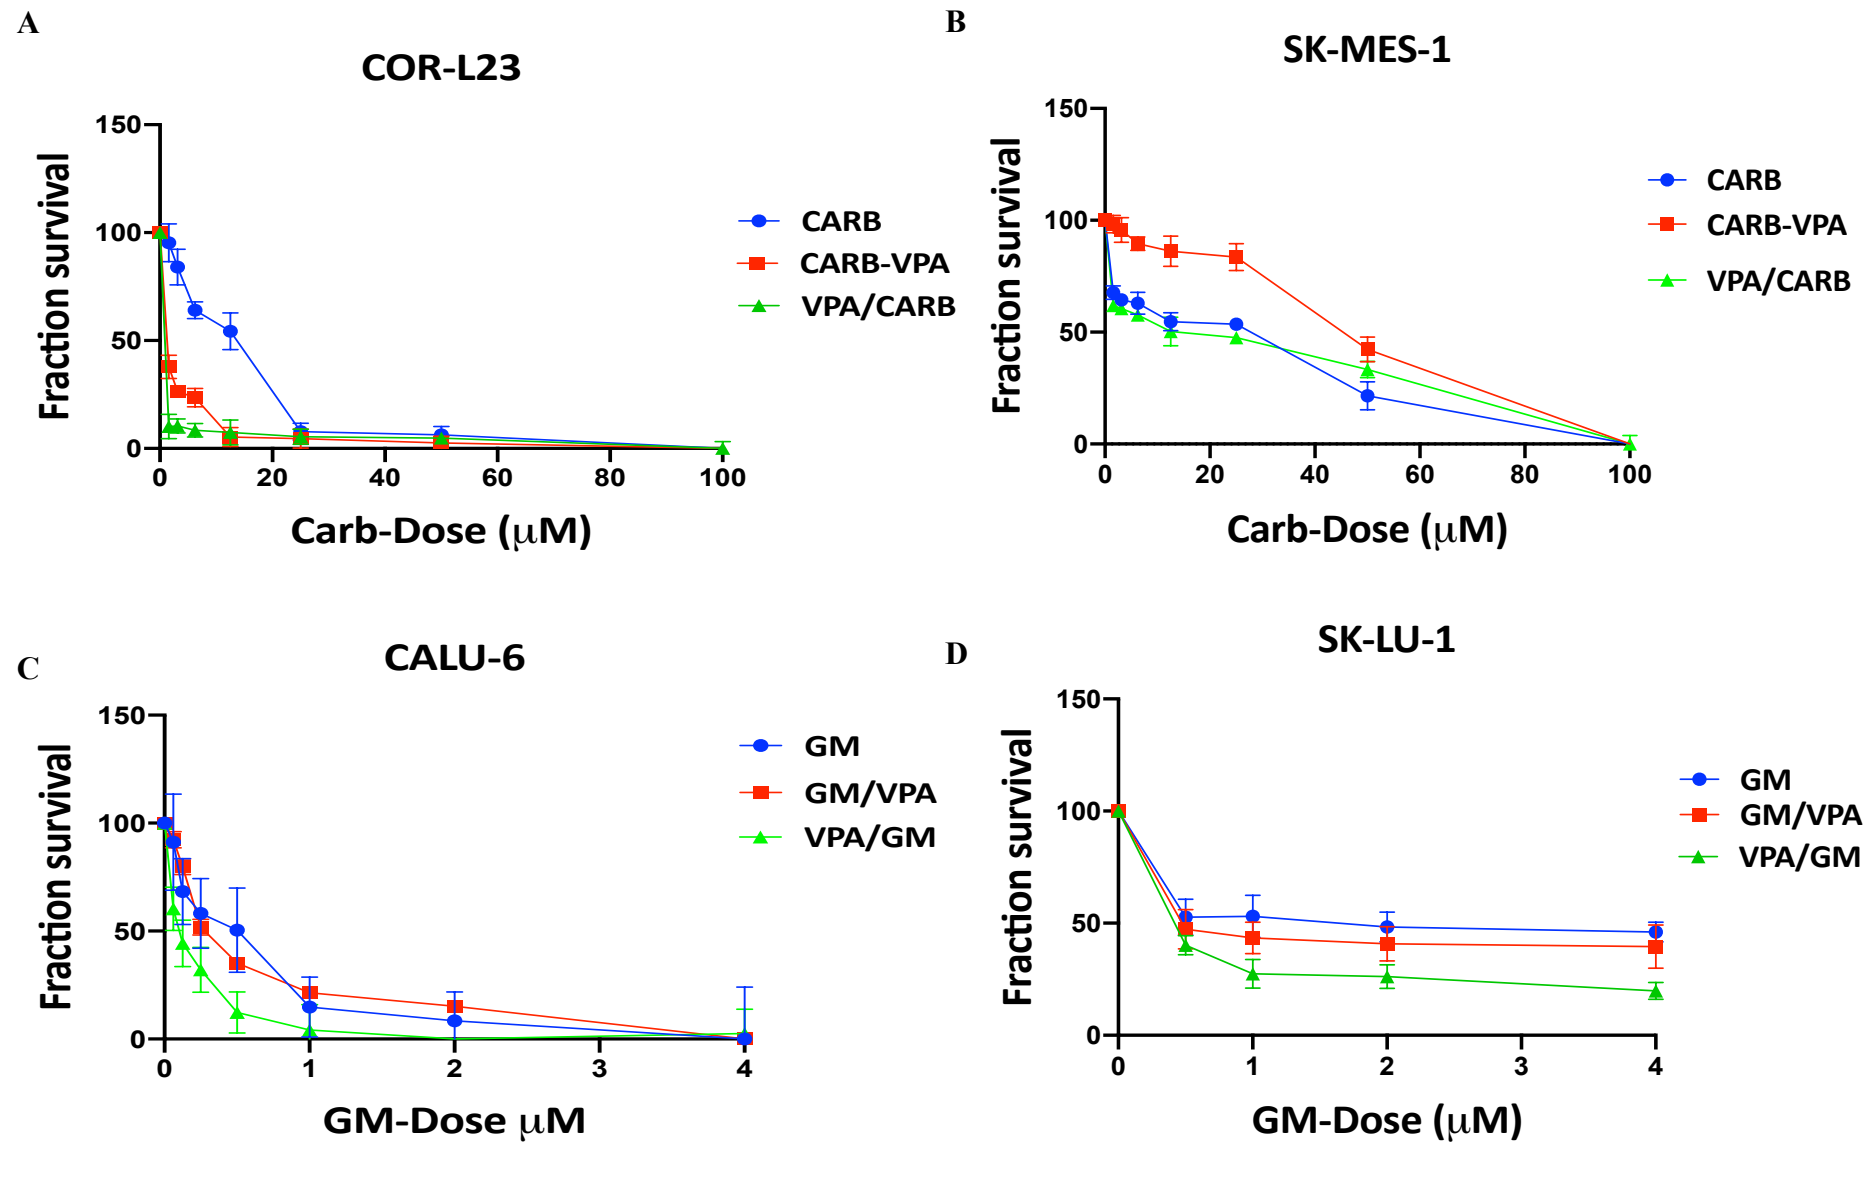 A
COR-L23
150
100
50
0
Fraction survival
0 20 40 60 80 100
Carb-Dose (μM)
CARB
CARB-VPA
VPA/CARB
B
SK-MES-1
150
100
50
0
Fraction survival
0 20 40 60 80 100
Carb-Dose (μM)
CARB
CARB-VPA
VPA/CARB
C
CALU-6
150
100
50
0
Fraction survival
0 1 2 3 4
GM-Dose μM
GM
GM/VPA
VPA/GM
D
SK-LU-1
150
100
50
0
Fraction survival
0 1 2 3 4
GM-Dose (μM)
GM
GM/VPA
VPA/GM